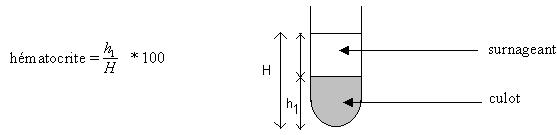 hématocrite = h₁/H * 100
H
h₁
surnageant
culot